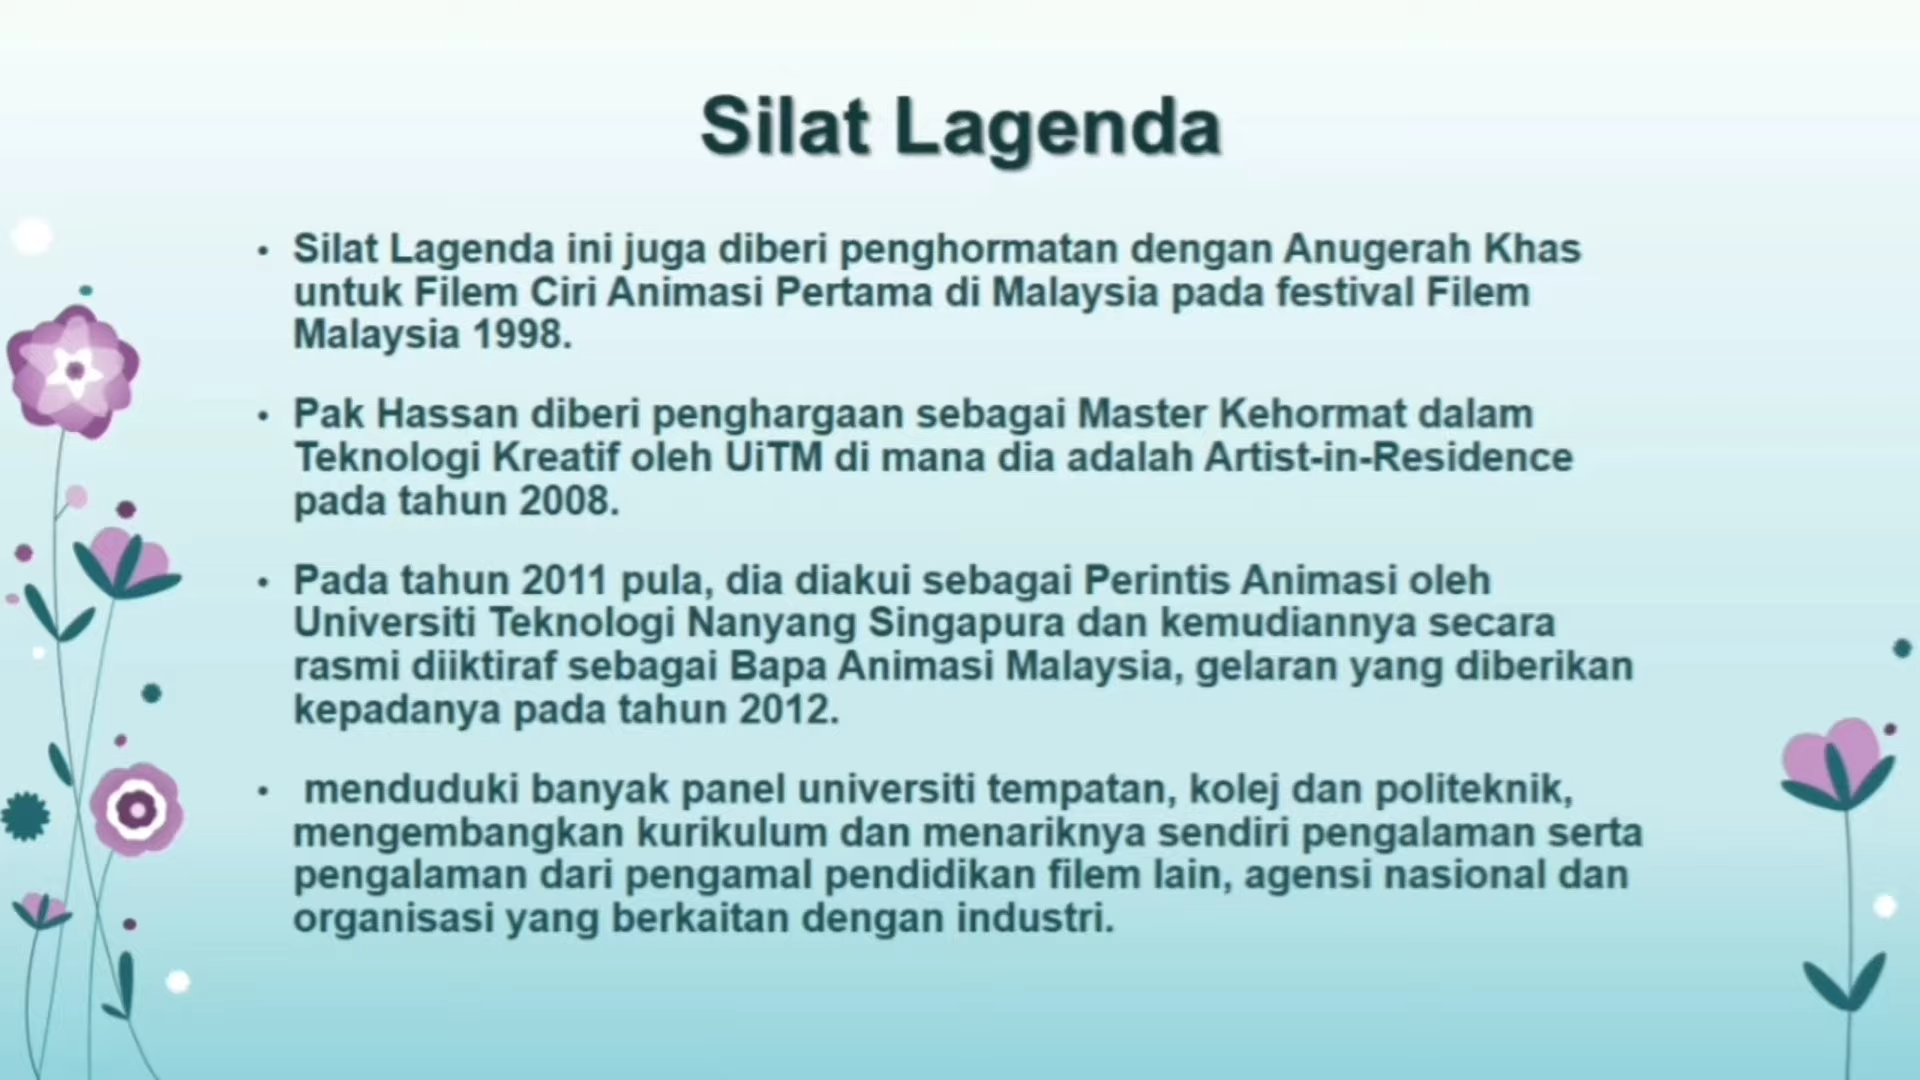 Silat Lagenda
• Silat Lagenda ini juga diberi penghormatan dengan Anugerah Khas
untuk Filem Ciri Animasi Pertama di Malaysia pada festival Filem
Malaysia 1998.
• Pak Hassan diberi penghargaan sebagai Master Kehormat dalam
Teknologi Kreatif oleh UiTM di mana dia adalah Artist-in-Residence
pada tahun 2008.
• Pada tahun 2011 pula, dia diakui sebagai Perintis Animasi oleh
Universiti Teknologi Nanyang Singapura dan kemudiannya secara
rasmi diiktiraf sebagai Bapa Animasi Malaysia, gelaran yang diberikan
kepadanya pada tahun 2012.
• menduduki banyak panel universiti tempatan, kolej dan politeknik,
mengembangkan kurikulum dan menariknya sendiri pengalaman serta
pengalaman dari pengamal pendidikan filem lain, agensi nasional dan
organisasi yang berkaitan dengan industri.